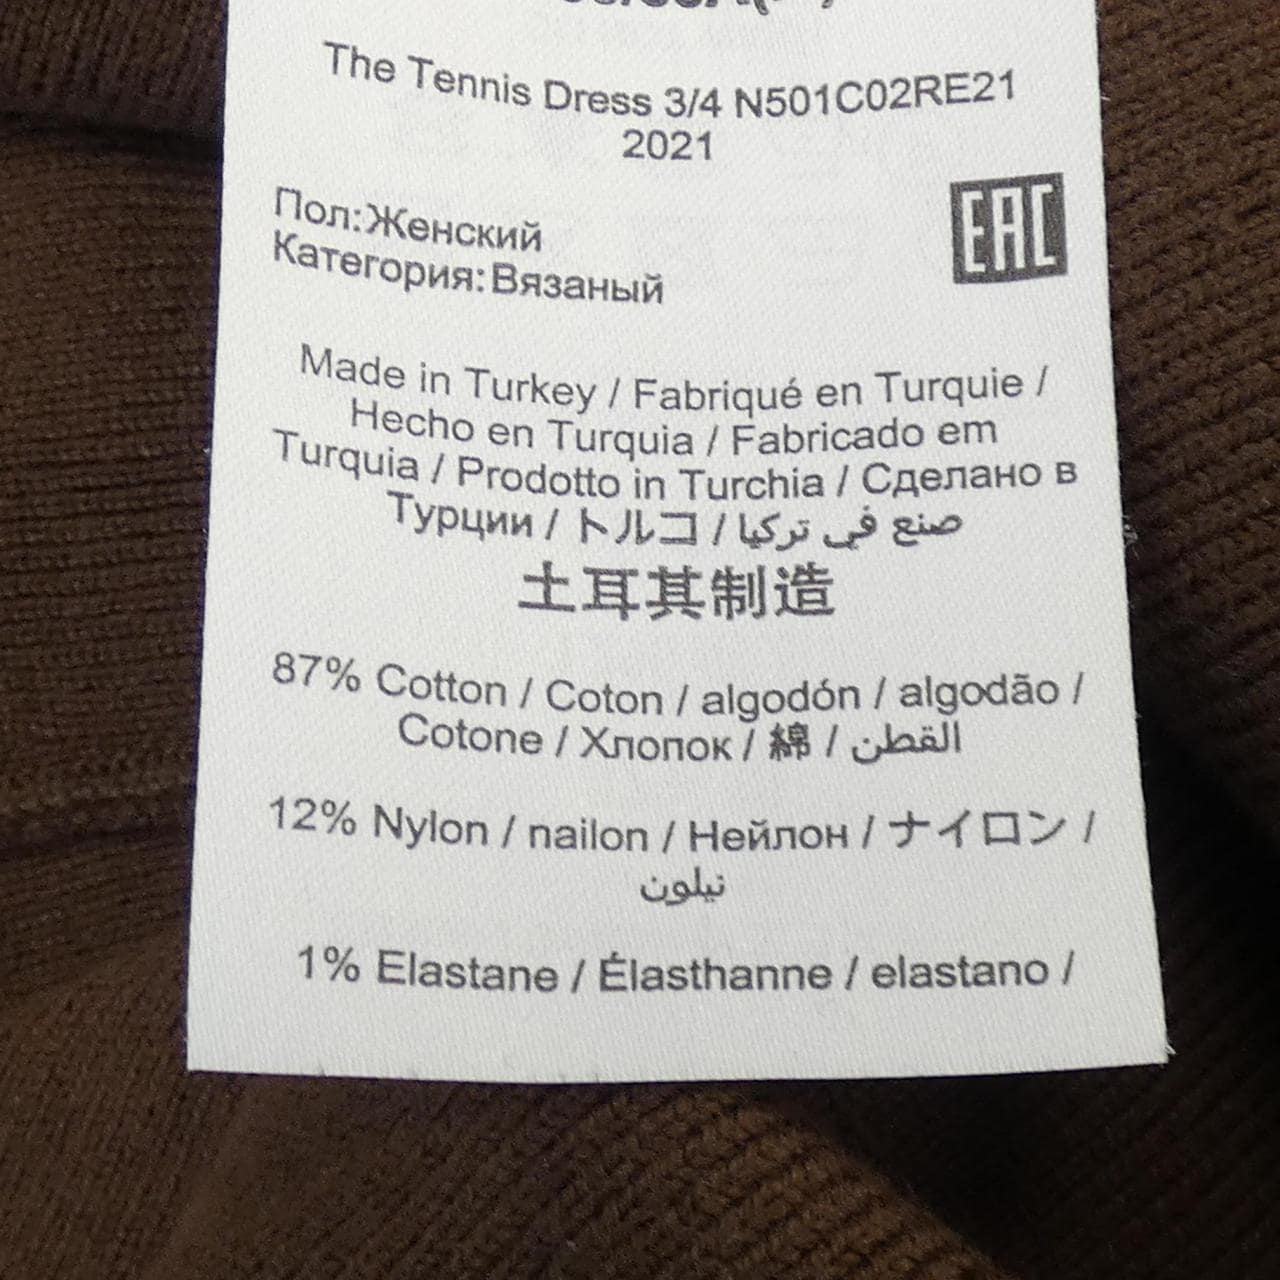 The Tennis Dress 3/4 N501C02RE21
2021
Пол:Женский
Категория:Вязаный
EAC
Made in Turkey / Fabriqué en Turquie /
Hecho en Turquia / Fabricado em
Turquia / Prodotto in Turchia / Сделано в
Турции / トルコ / صنع في تركيا
土耳其制造
87% Cotton / Coton / algodón / algodão /
Cotone / Хлопок / 綿 / القطن
12% Nylon / nailon / Нейлон / ナイロン /
نيلون
1% Elastane / Élasthanne / elastano /